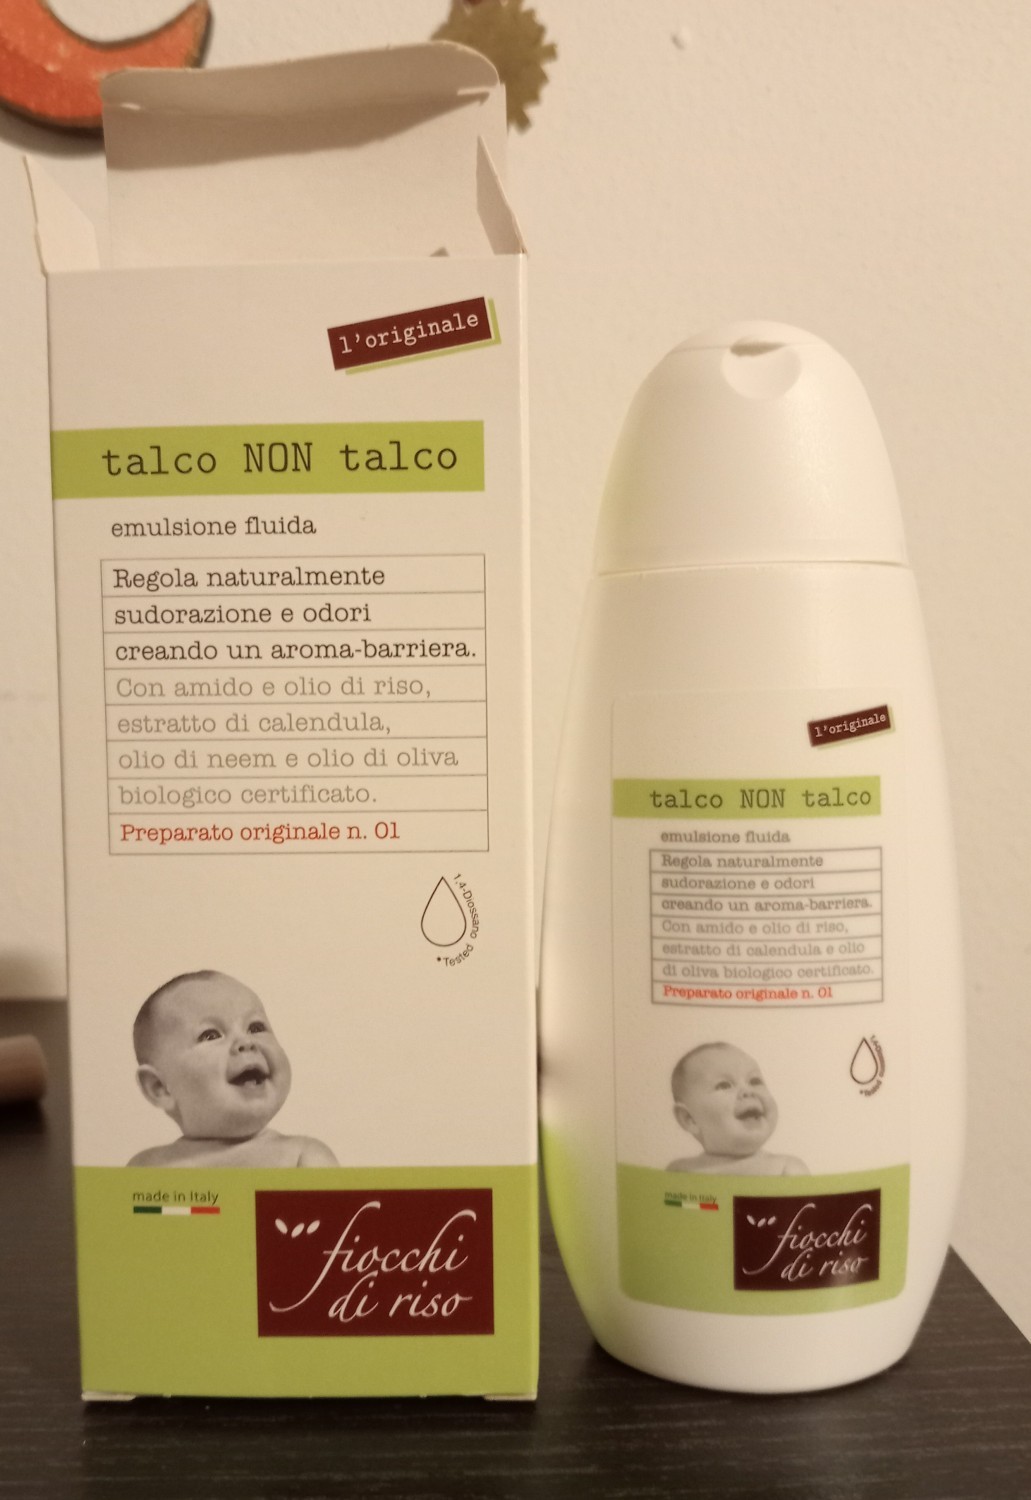 l'originale
talco NON talco
emulsione fluida
Regola naturalmente
sudorazione e odori
creando un aroma-barriera.
Con amido e olio di riso,
estratto di calendula,
olio di neem e olio di oliva
biologico certificato.
Preparato originale n. 01
1,4-Diossano
*Tested
made in Italy
fiocchi
di riso
l'originale
talco NON talco
emulsione fluida
Regola naturalmente
sudorazione e odori
creando un aroma-barriera.
Con amido e olio di riso,
estratto di calendula e olio
di oliva biologico certificato.
Preparato originale n. 01
1,4-Diossano
*Tested
made in Italy
fiocchi
di riso